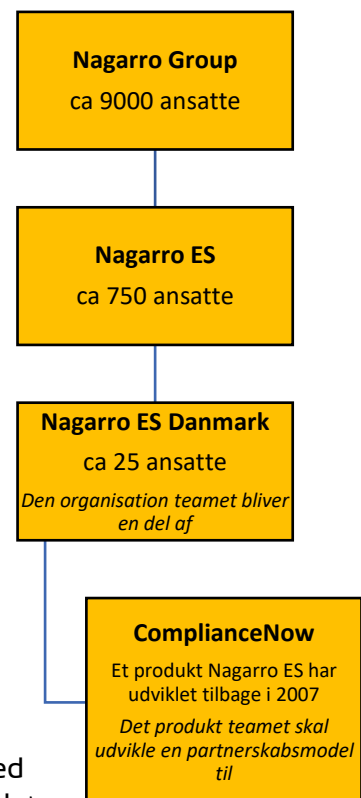 Nagarro Group
ca 9000 ansatte
Nagarro ES
ca 750 ansatte
Nagarro ES Danmark
ca 25 ansatte
Den organisation teamet bliver
en del af
ComplianceNow
Et produkt Nagarro ES har
udviklet tilbage i 2007
Det produkt teamet skal
udvikle en partnerskabsmodel
til
ed